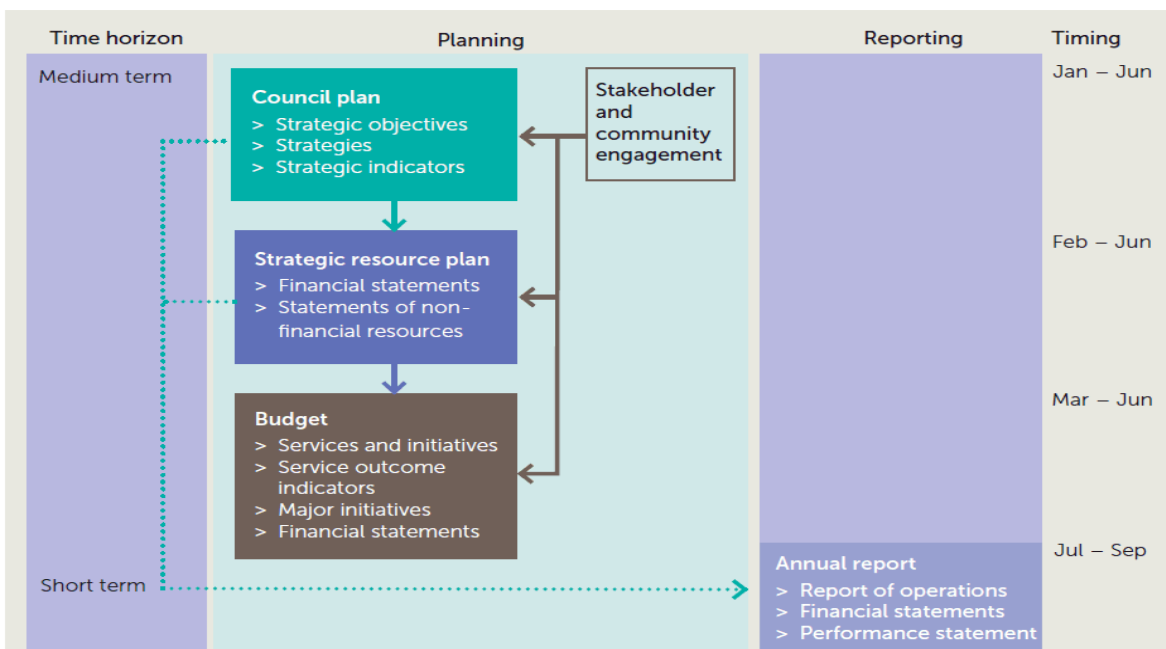 Time horizon
Planning
Reporting
Timing
Medium term
Council plan
> Strategic objectives
> Strategies
> Strategic indicators
Stakeholder
and
community
engagement
Jan – Jun
Strategic resource plan
> Financial statements
> Statements of non-
financial resources
Feb – Jun
Budget
> Services and initiatives
> Service outcome
indicators
> Major initiatives
> Financial statements
Mar – Jun
Short term
Annual report
> Report of operations
> Financial statements
> Performance statement
Jul – Sep